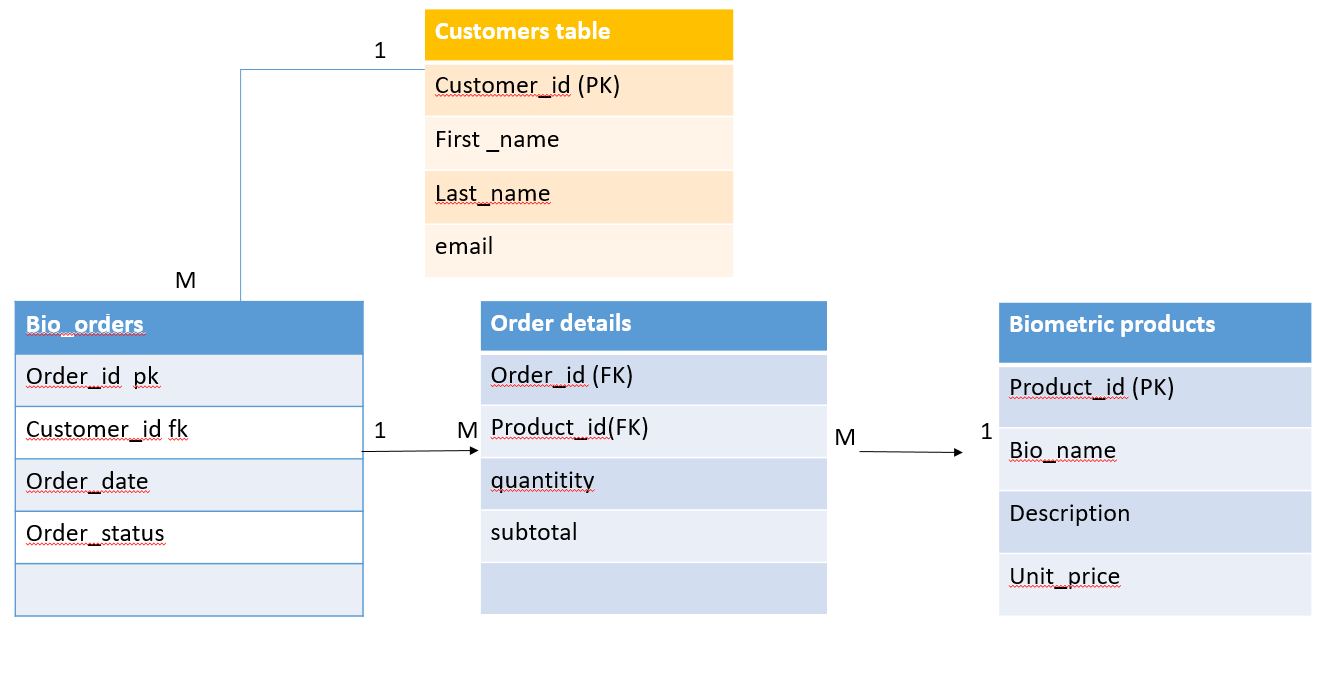 Customers table
1
Customer_id (PK)
First _name
Last_name
email
M
Bio_orders
Order_id  pk
Customer_id fk
Order_date
Order_status
1
M
Order details
Order_id (FK)
Product_id(FK)
quantitity
subtotal
M
1
Biometric products
Product_id (PK)
Bio_name
Description
Unit_price